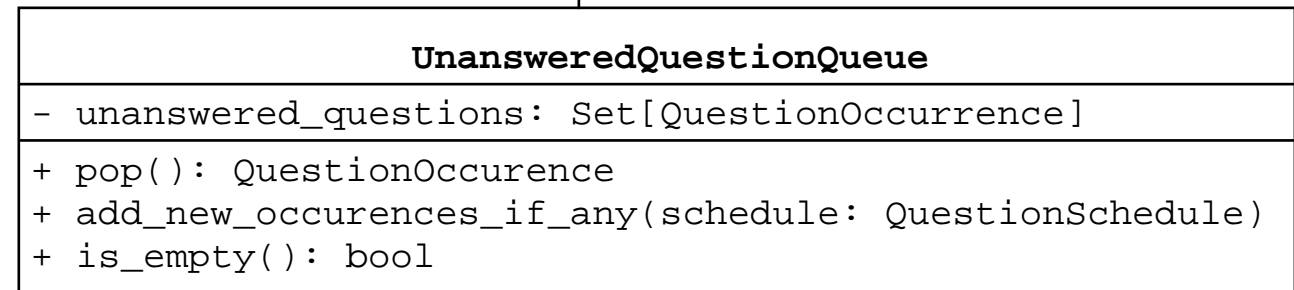 UnansweredQuestionQueue
- unanswered_questions: Set[QuestionOccurrence]
+ pop(): QuestionOccurence
+ add_new_occurences_if_any(schedule: QuestionSchedule)
+ is_empty(): bool